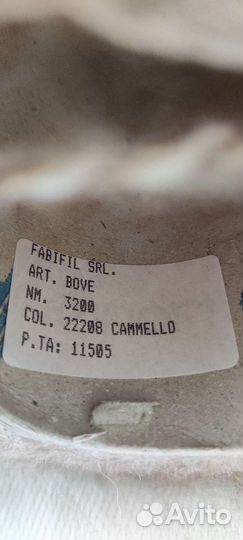 FABIFIL SRL.
ART. BOVE
NM. 3200
COL. 22208 CAMMELLO
P.TA: 11505
Avito